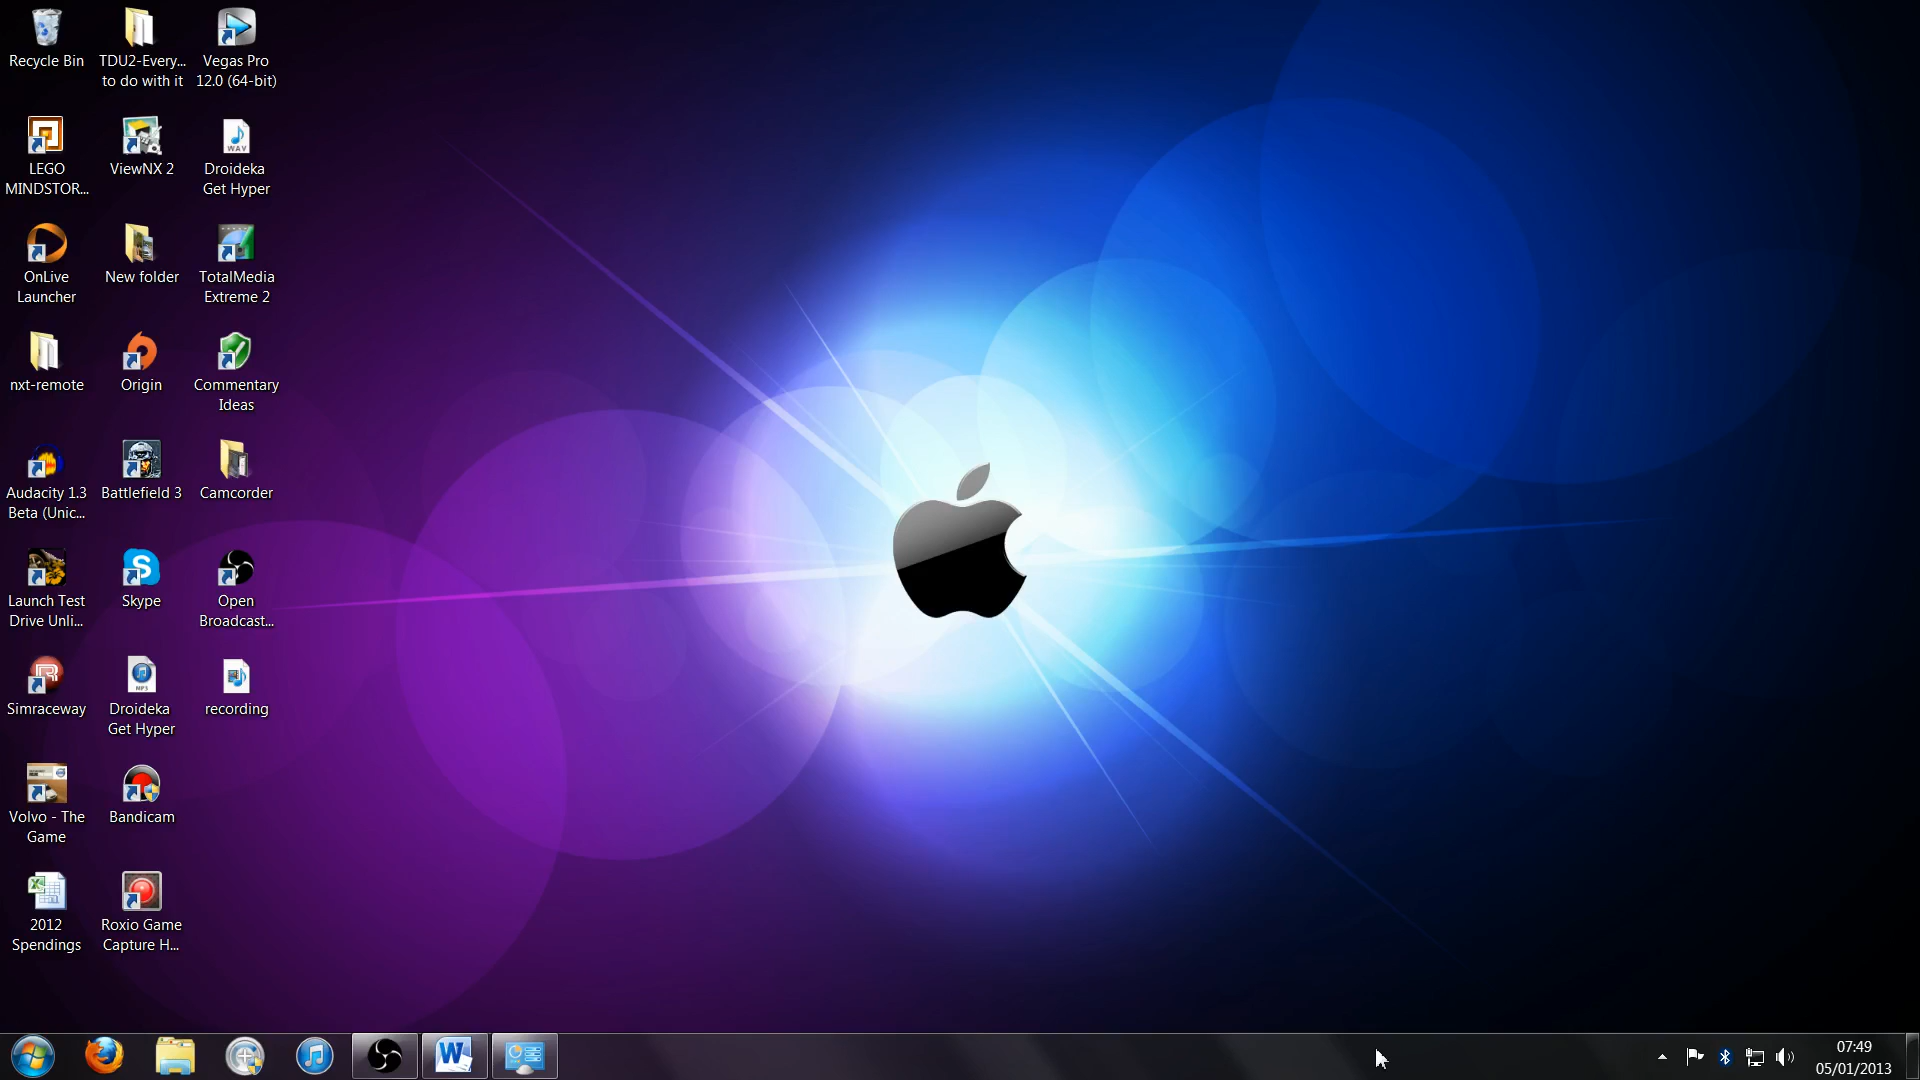 Recycle Bin
TDU2-Every...
to do with it
Vegas Pro
12.0 (64-bit)
LEGO
MINDSTOR...
ViewNX 2
WAV
Droideka
Get Hyper
OnLive
Launcher
New folder
TotalMedia
Extreme 2
nxt-remote
Origin
Commentary
Ideas
Audacity 1.3
Beta (Unic...
Battlefield 3
Camcorder
Launch Test
Drive Unli...
Skype
Open
Broadcast...
Simraceway
MP3
Droideka
Get Hyper
recording
Volvo - The
Game
Bandicam
2012
Spendings
Roxio Game
Capture H...
07:49
05/01/2013